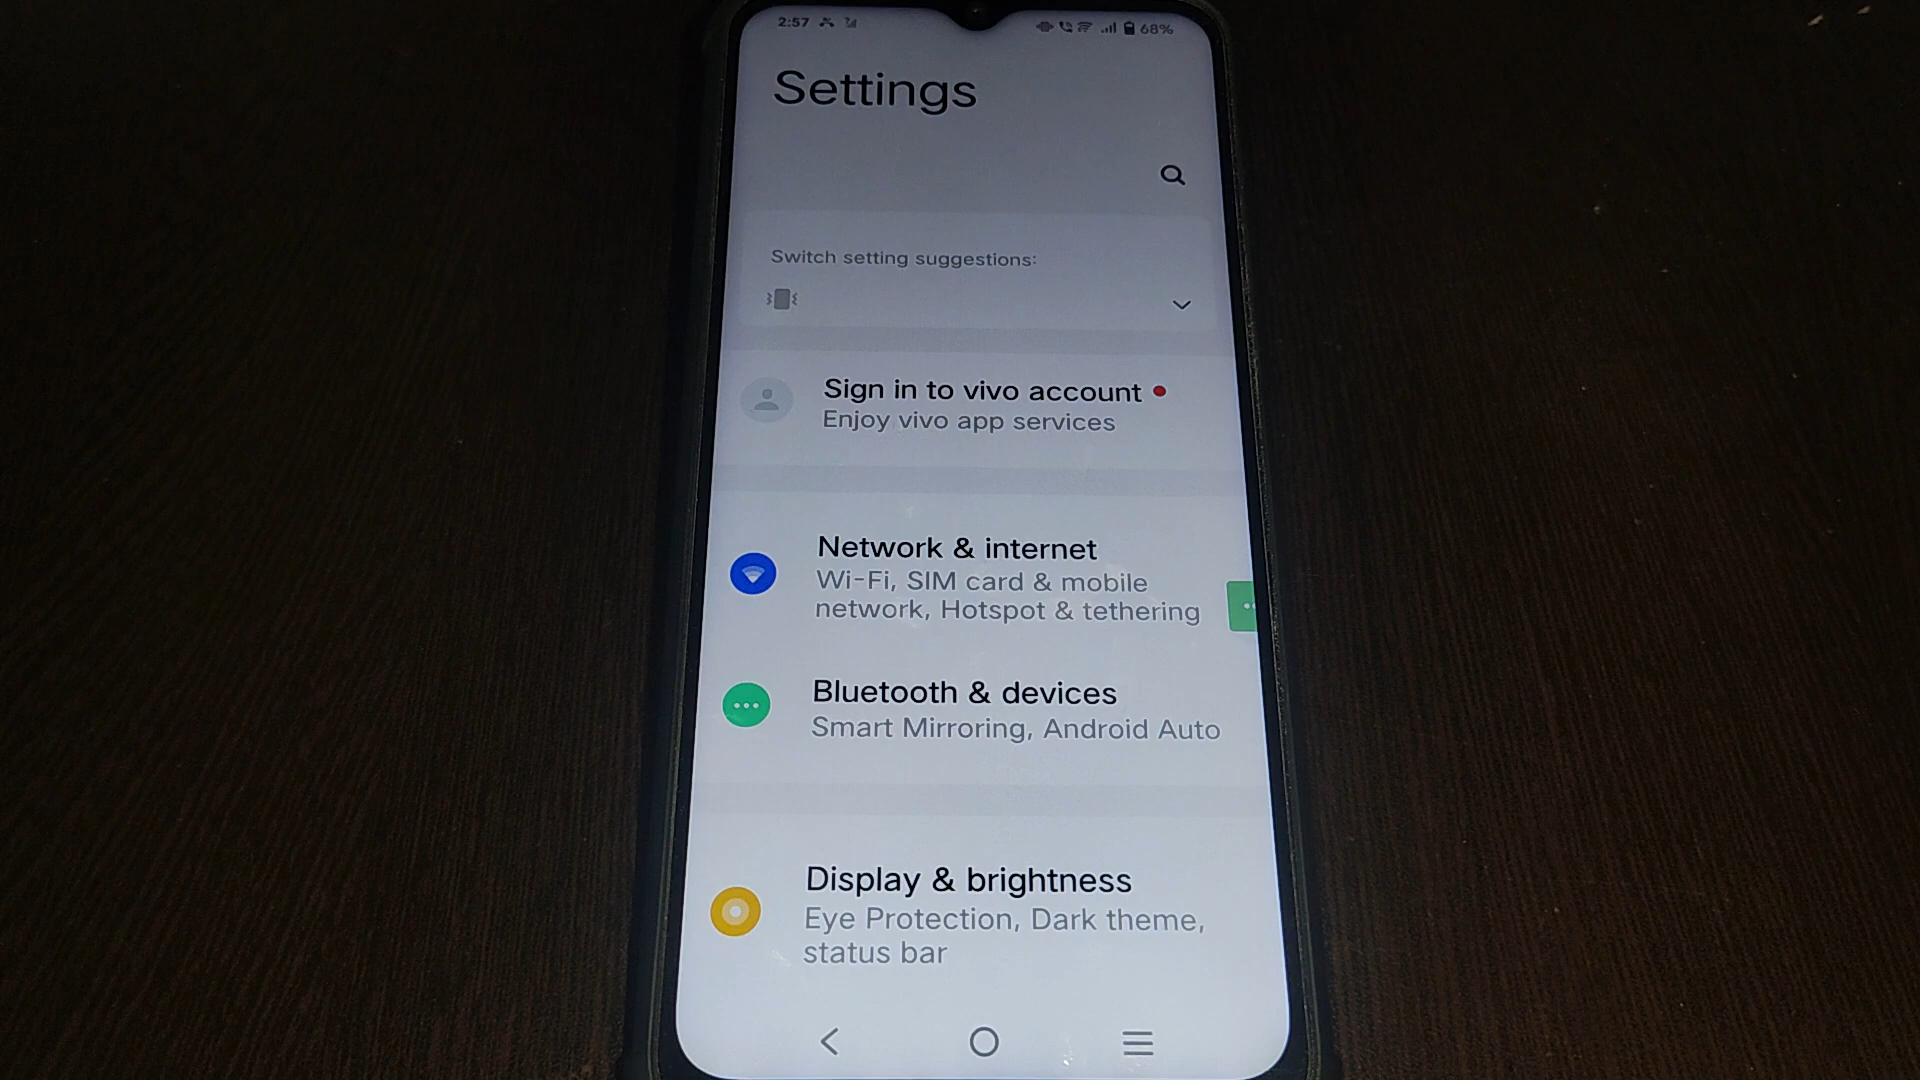 2:57 68%
Settings
Switch setting suggestions:
Sign in to vivo account
Enjoy vivo app services
Network & internet
Wi-Fi, SIM card & mobile
network, Hotspot & tethering
Bluetooth & devices
Smart Mirroring, Android Auto
Display & brightness
Eye Protection, Dark theme,
status bar